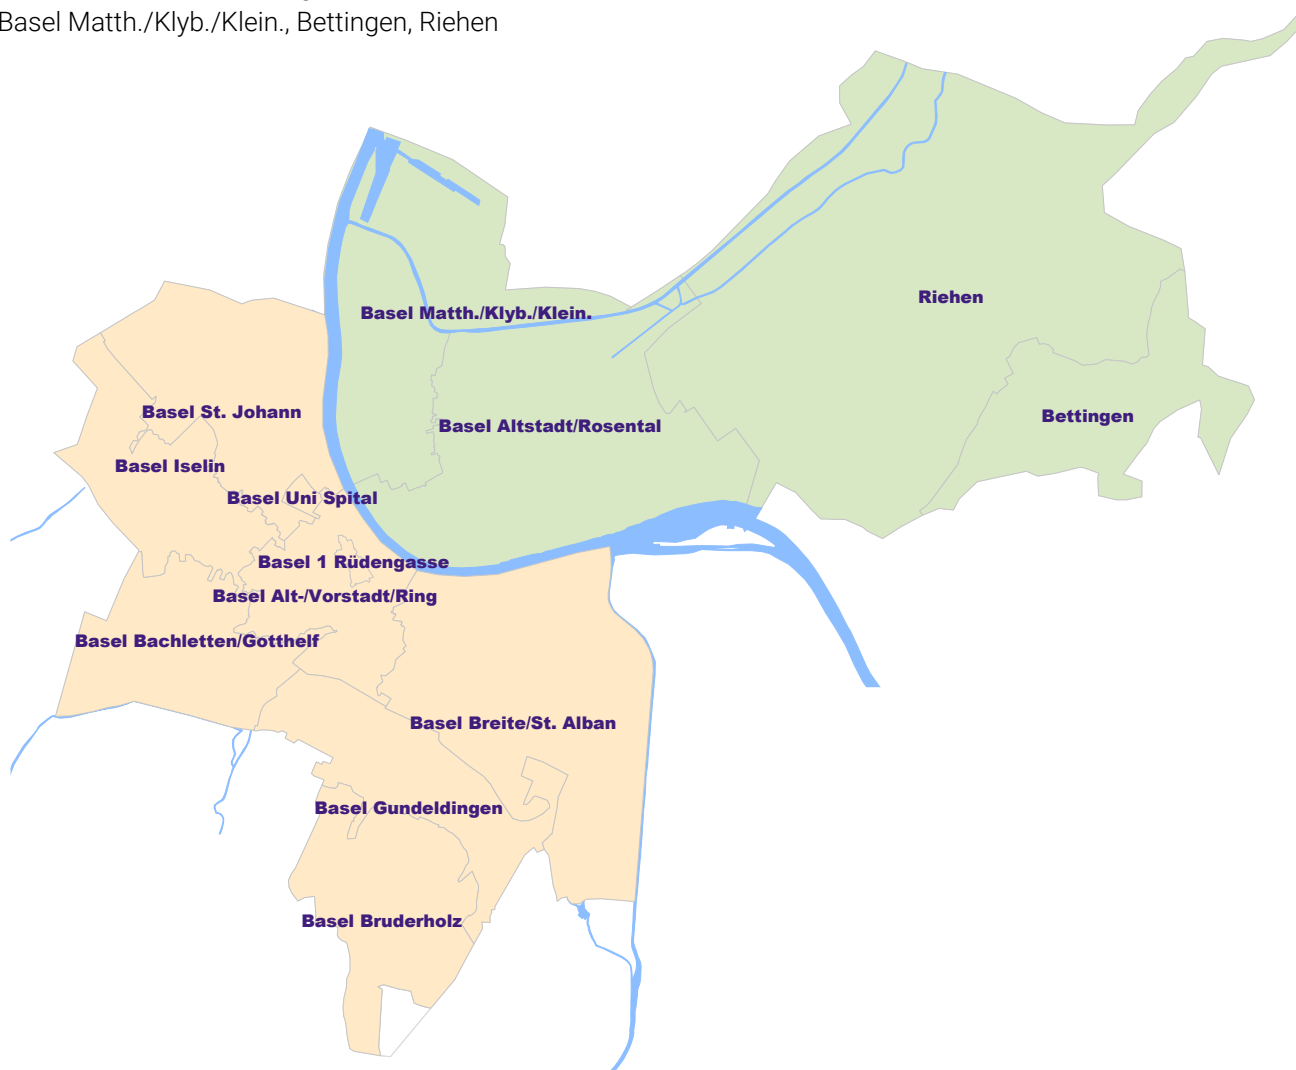 Basel Matth./Klyb./Klein., Bettingen, Riehen
Riehen
Basel Matth./Klyb./Klein.
Basel St. Johann
Bettingen
Basel Altstadt/Rosental
Basel Iselin
Basel Uni Spital
Basel 1 Rüdengasse
Basel Alt-/Vorstadt/Ring
Basel Bachletten/Gotthelf
Basel Breite/St. Alban
Basel Gundeldingen
Basel Bruderholz